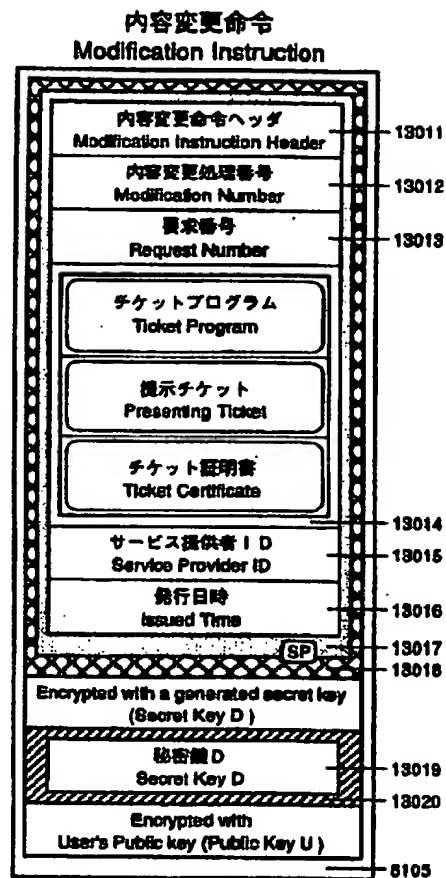 内容変更命令
Modification Instruction
内容変更命令ヘッダ
Modification Instruction Header
13011
内容変更処理番号
Modification Number
13012
要求番号
Request Number
13013
チケットプログラム
Ticket Program
提示チケット
Presenting Ticket
チケット証明書
Ticket Certificate
13014
サービス提供者ID
Service Provider ID
13015
発行日時
Issued Time
13016
SP
13017
13018
Encrypted with a generated secret key
(Secret Key D)
秘密鍵D
Secret Key D
13019
13020
Encrypted with
User's Public key (Public Key U)
6105